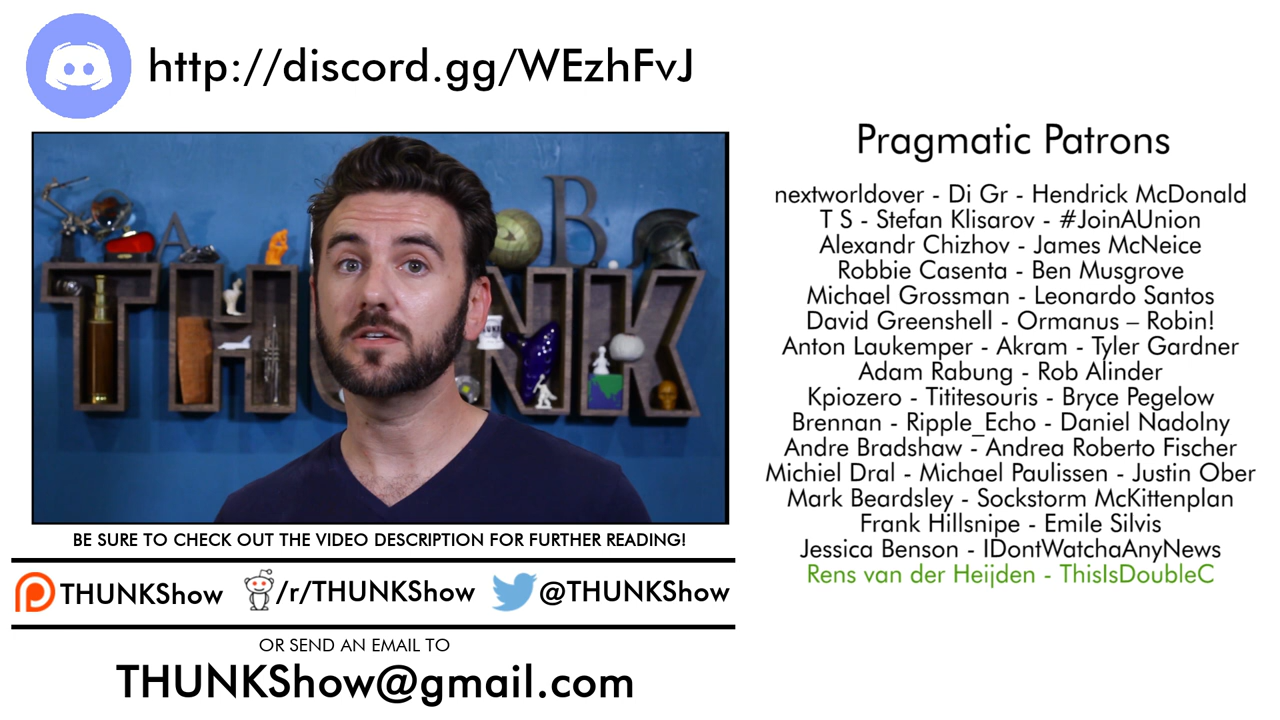 http://discord.gg/WEzhFvJ
A
B
THUNK
BE SURE TO CHECK OUT THE VIDEO DESCRIPTION FOR FURTHER READING!
THUNKShow
/r/THUNKShow
@THUNKShow
OR SEND AN EMAIL TO
THUNKShow@gmail.com
Pragmatic Patrons
nextworldover - Di Gr - Hendrick McDonald
T S - Stefan Klisarov - #JoinAUnion
Alexandr Chizhov - James McNeice
Robbie Casenta - Ben Musgrove
Michael Grossman - Leonardo Santos
David Greenshell - Ormanus – Robin!
Anton Laukemper - Akram - Tyler Gardner
Adam Rabung - Rob Alinder
Kpiozero - Tititesouris - Bryce Pegelow
Brennan - Ripple_Echo - Daniel Nadolny
Andre Bradshaw - Andrea Roberto Fischer
Michiel Dral - Michael Paulissen - Justin Ober
Mark Beardsley - Sockstorm McKittenplan
Frank Hillsnipe - Emile Silvis
Jessica Benson - IDontWatchaAnyNews
Rens van der Heijden - ThisIsDoubleC